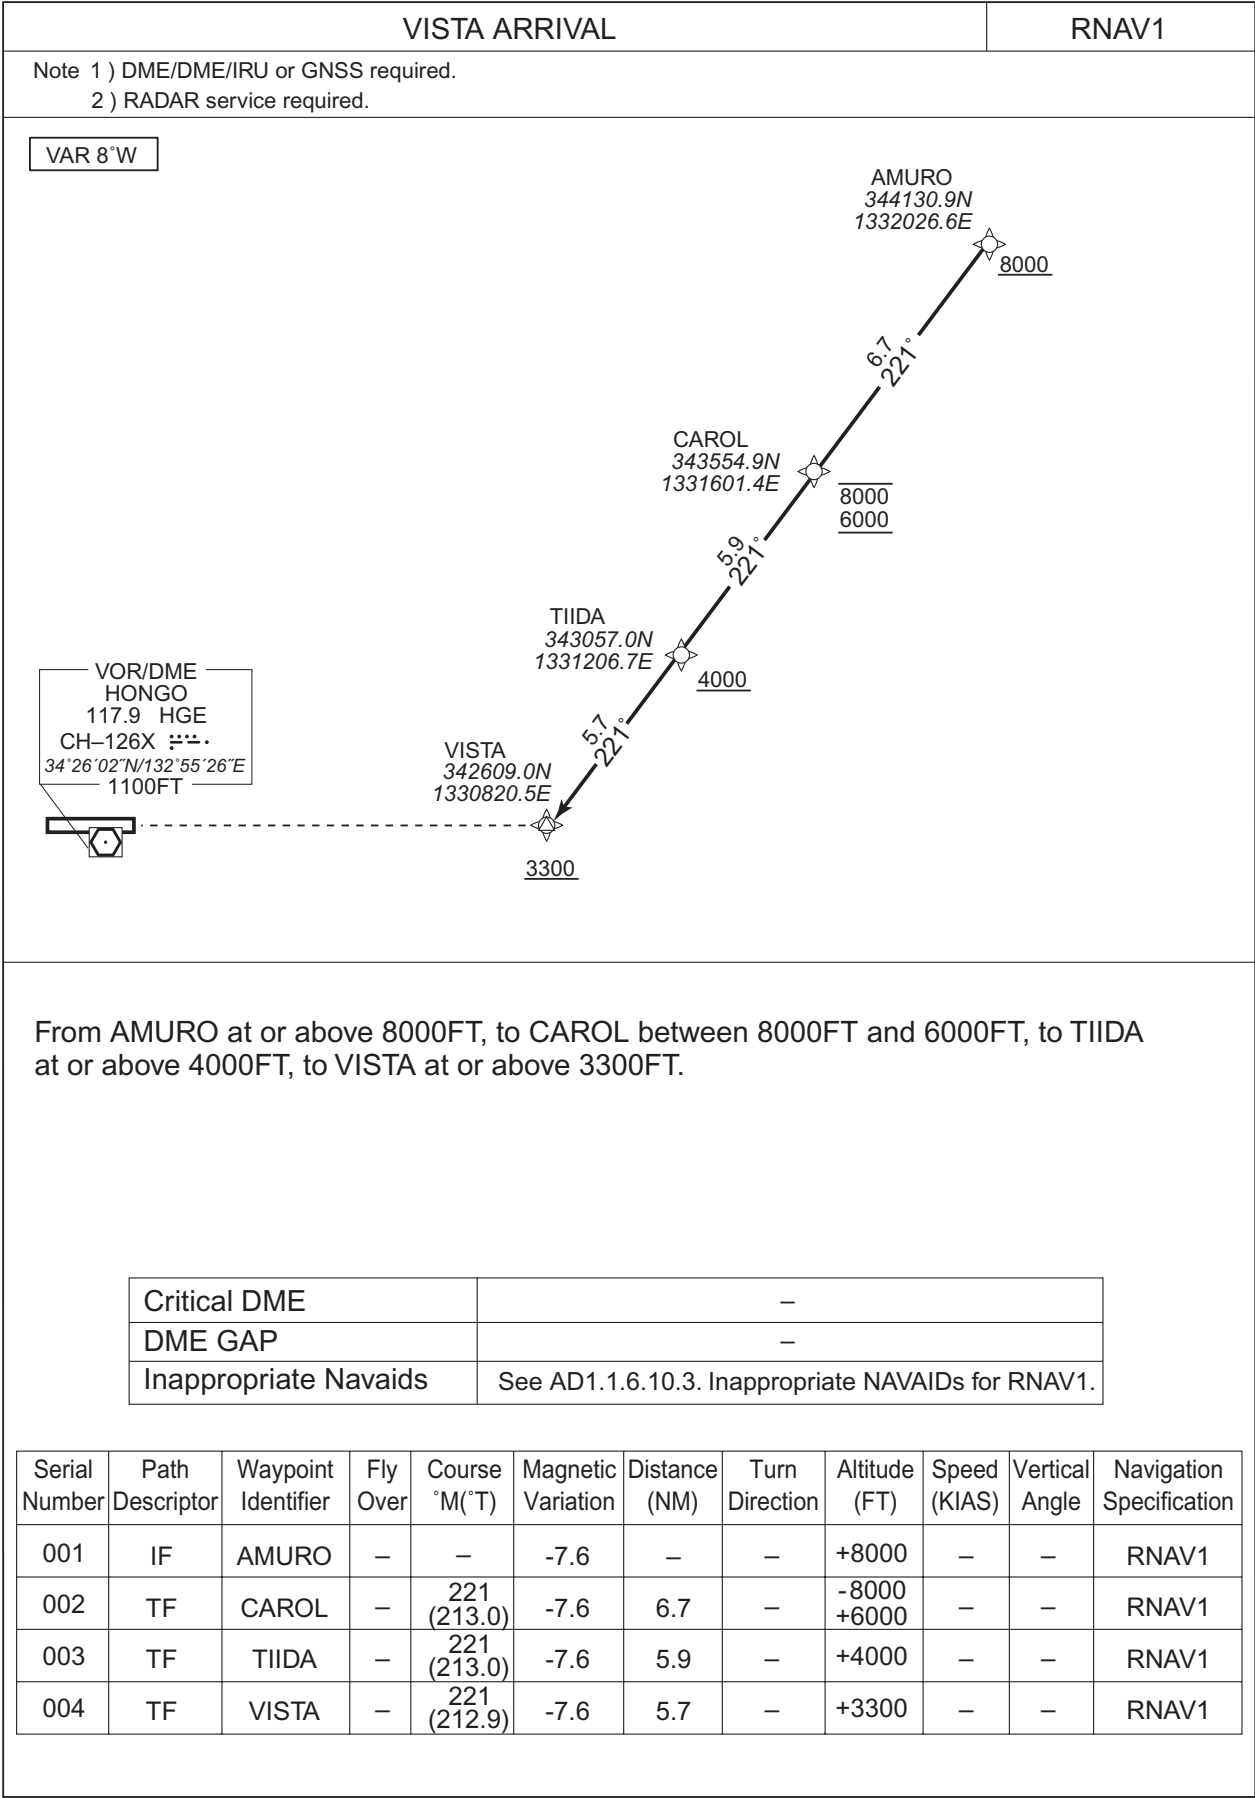 VISTA ARRIVAL
RNAV1
Note 1 ) DME/DME/IRU or GNSS required.
2 ) RADAR service required.
VAR 8˚W
AMURO
344130.9N
1332026.6E
8000
6.7
221˚
CAROL
343554.9N
1331601.4E
8000
6000
5.9
221˚
TIIDA
343057.0N
1331206.7E
4000
5.7
221˚
VOR/DME
HONGO
117.9 HGE
CH–126X
34˚26´02˝N/132˚55´26˝E
1100FT
VISTA
342609.0N
1330820.5E
3300
From AMURO at or above 8000FT, to CAROL between 8000FT and 6000FT, to TIIDA
at or above 4000FT, to VISTA at or above 3300FT.
Critical DME –
DME GAP –
Inappropriate Navaids See AD1.1.6.10.3. Inappropriate NAVAIDs for RNAV1.
Serial Path Waypoint Fly Course Magnetic Distance Turn Altitude Speed Vertical Navigation
Number Descriptor Identifier Over ˚M(˚T) Variation (NM) Direction (FT) (KIAS) Angle Specification
001 IF AMURO – – -7.6 – – +8000 – – RNAV1
002 TF CAROL – 221 (213.0) -7.6 6.7 – -8000 +6000 – – RNAV1
003 TF TIIDA – 221 (213.0) -7.6 5.9 – +4000 – – RNAV1
004 TF VISTA – 221 (212.9) -7.6 5.7 – +3300 – – RNAV1